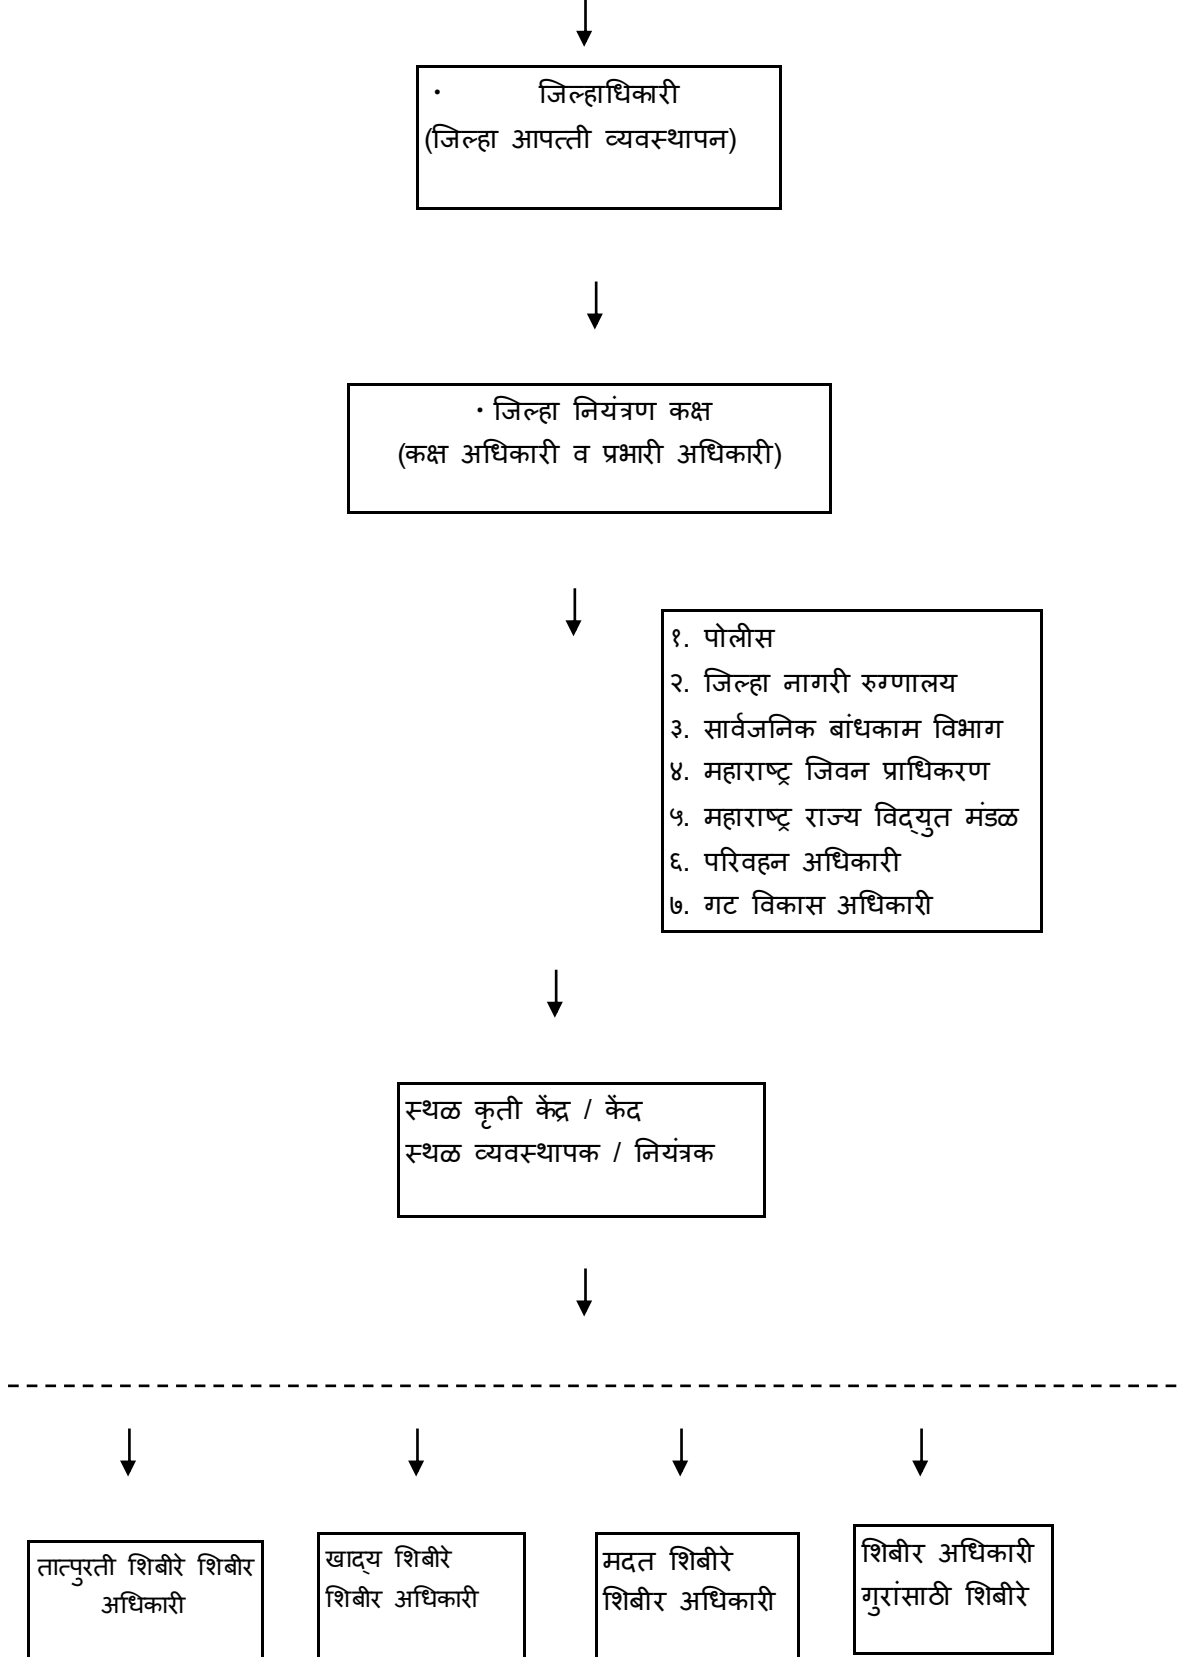 · जिल्हाधिकारी
(जिल्हा आपत्ती व्यवस्थापन)
· जिल्हा नियंत्रण कक्ष
(कक्ष अधिकारी व प्रभारी अधिकारी)
१. पोलीस
२. जिल्हा नागरी रुग्णालय
३. सार्वजनिक बांधकाम विभाग
४. महाराष्ट्र जिवन प्राधिकरण
५. महाराष्ट्र राज्य विद्‌युत मंडळ
६. परिवहन अधिकारी
७. गट विकास अधिकारी
स्थळ कृती केंद्र / केंद
स्थळ व्यवस्थापक / नियंत्रक
तात्पुरती शिबीरे शिबीर
अधिकारी
खाद्‌य शिबीरे
शिबीर अधिकारी
मदत शिबीरे
शिबीर अधिकारी
शिबीर अधिकारी
गुरांसाठी शिबीरे